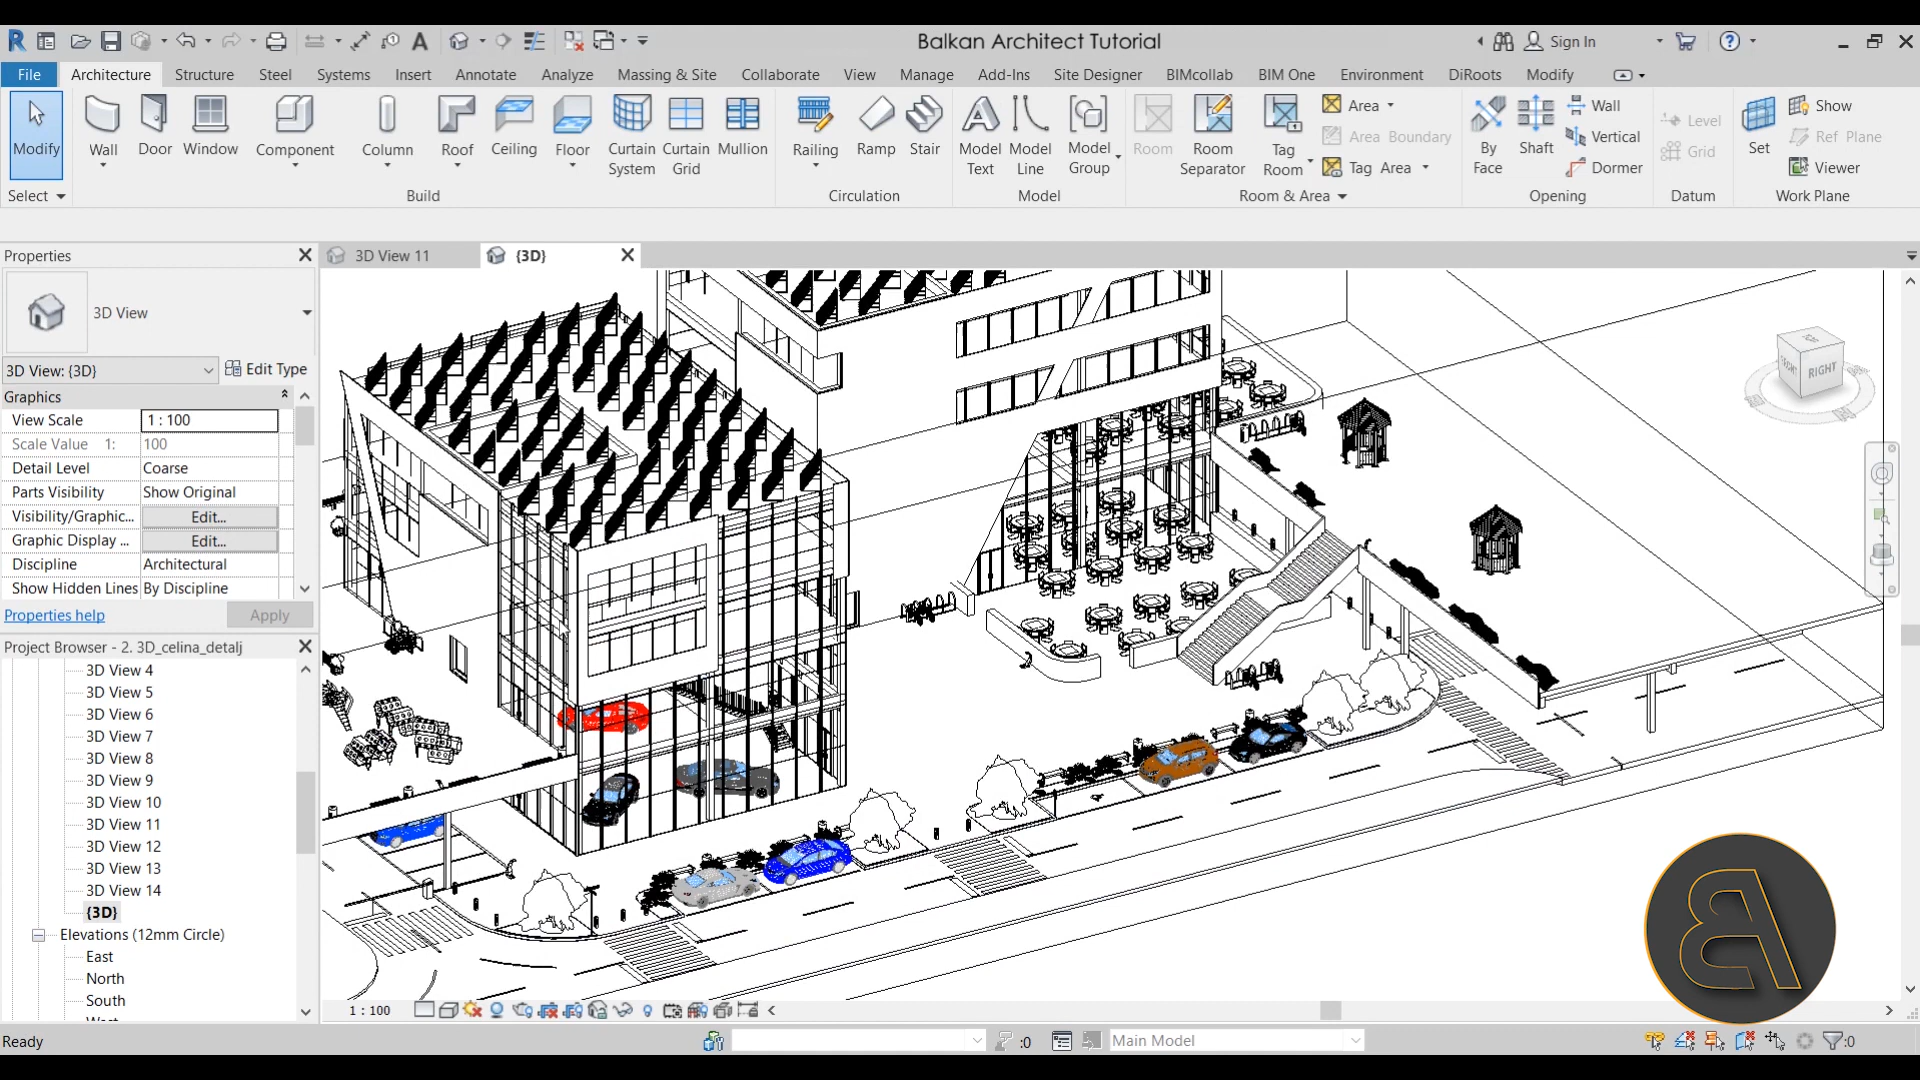 Balkan Architect Tutorial
Sign In
File Architecture Structure Steel Systems Insert Annotate Analyze Massing & Site Collaborate View Manage Add-Ins Site Designer BIMcollab BIM One Environment DiRoots Modify
Modify
Wall
Door
Window
Component
Column
Roof
Ceiling
Floor
Curtain System
Curtain Grid
Mullion
Railing
Ramp
Stair
Model Text
Model Line
Model Group
Room
Room Separator
Tag Room
Area
Area Boundary
Tag Area
By Face
Shaft
Wall
Vertical
Dormer
Level
Grid
Set
Show
Ref Plane
Viewer
Select Build Circulation Model Room & Area Opening Datum Work Plane
Properties
3D View 11
{3D}
3D View
3D View: {3D}
Edit Type
Graphics
View Scale 1 : 100
Scale Value 1: 100
Detail Level Coarse
Parts Visibility Show Original
Visibility/Graphic... Edit...
Graphic Display ... Edit...
Discipline Architectural
Show Hidden Lines By Discipline
Properties help
Apply
Project Browser - 2. 3D_celina_detalj
3D View 4
3D View 5
3D View 6
3D View 7
3D View 8
3D View 9
3D View 10
3D View 11
3D View 12
3D View 13
3D View 14
{3D}
Elevations (12mm Circle)
East
North
South
RIGHT
1 : 100
Ready
:0
Main Model
:0